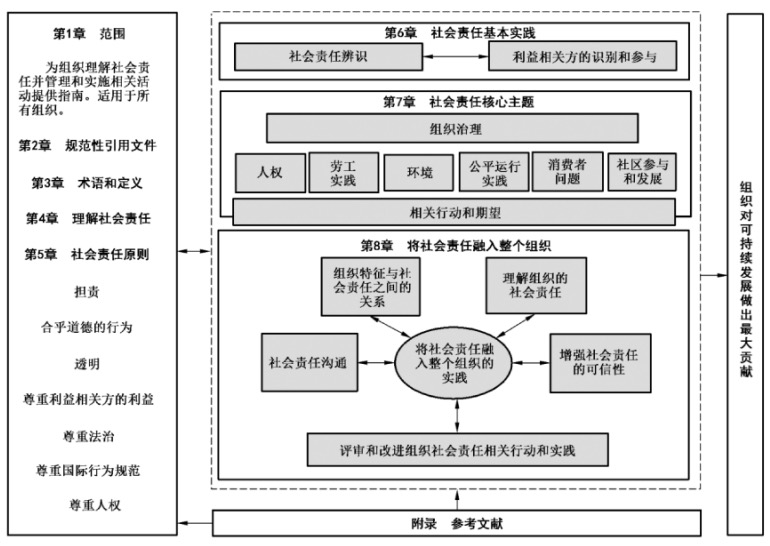 第1章 范围
为组织理解社会责
任并管理和实施相关活
动提供指南。适用于所
有组织。
第2章 规范性引用文件
第3章 术语和定义
第4章 理解社会责任
第5章 社会责任原则
担责
合乎道德的行为
透明
尊重利益相关方的利益
尊重法治
尊重国际行为规范
尊重人权
第6章 社会责任基本实践
社会责任辨识
利益相关方的识别和参与
第7章 社会责任核心主题
组织治理
人权
劳工
实践
环境
公平运行
实践
消费者
问题
社区参与
和发展
相关行动和期望
第8章 将社会责任融入整个组织
组织特征与社
会责任之间的
关系
理解组织的
社会责任
社会责任沟通
将社会责任融
入整个组织的
实践
增强社会责任
的可信性
评审和改进组织社会责任相关行动和实践
附录 参考文献
组织对可持续发展做出最大贡献